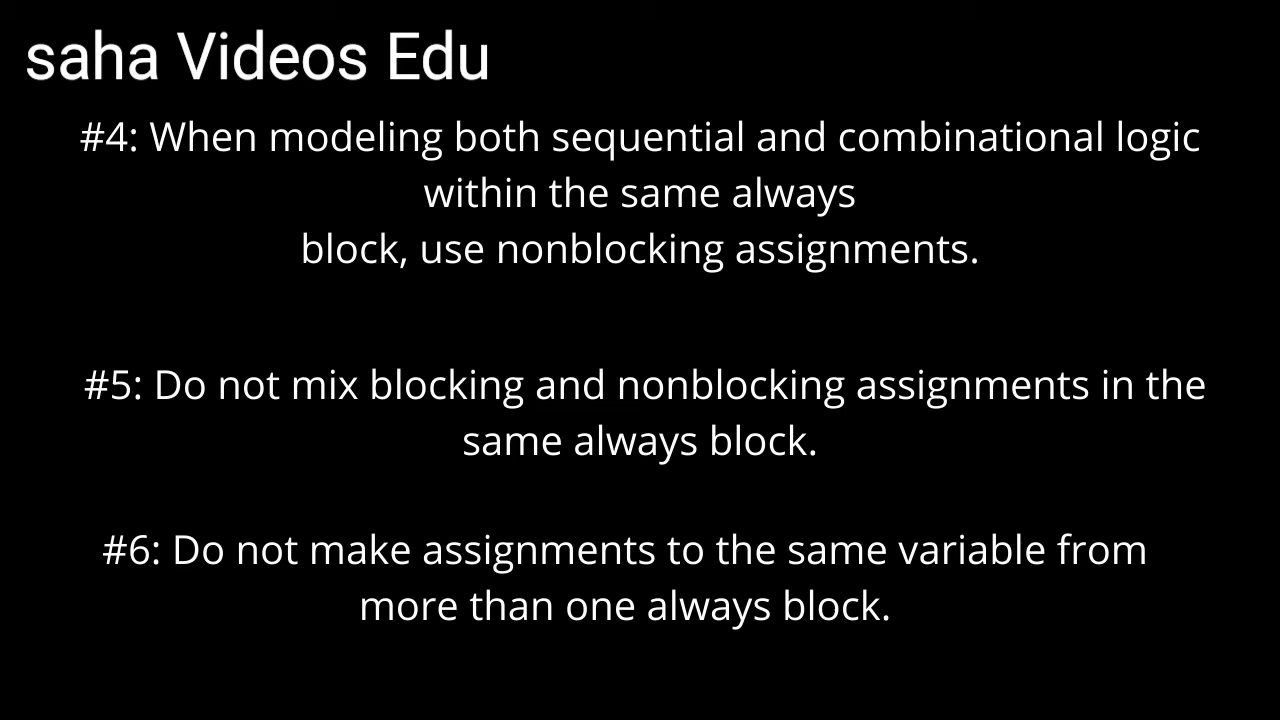 saha Videos Edu
#4: When modeling both sequential and combinational logic
within the same always
block, use nonblocking assignments.
#5: Do not mix blocking and nonblocking assignments in the
same always block.
#6: Do not make assignments to the same variable from
more than one always block.